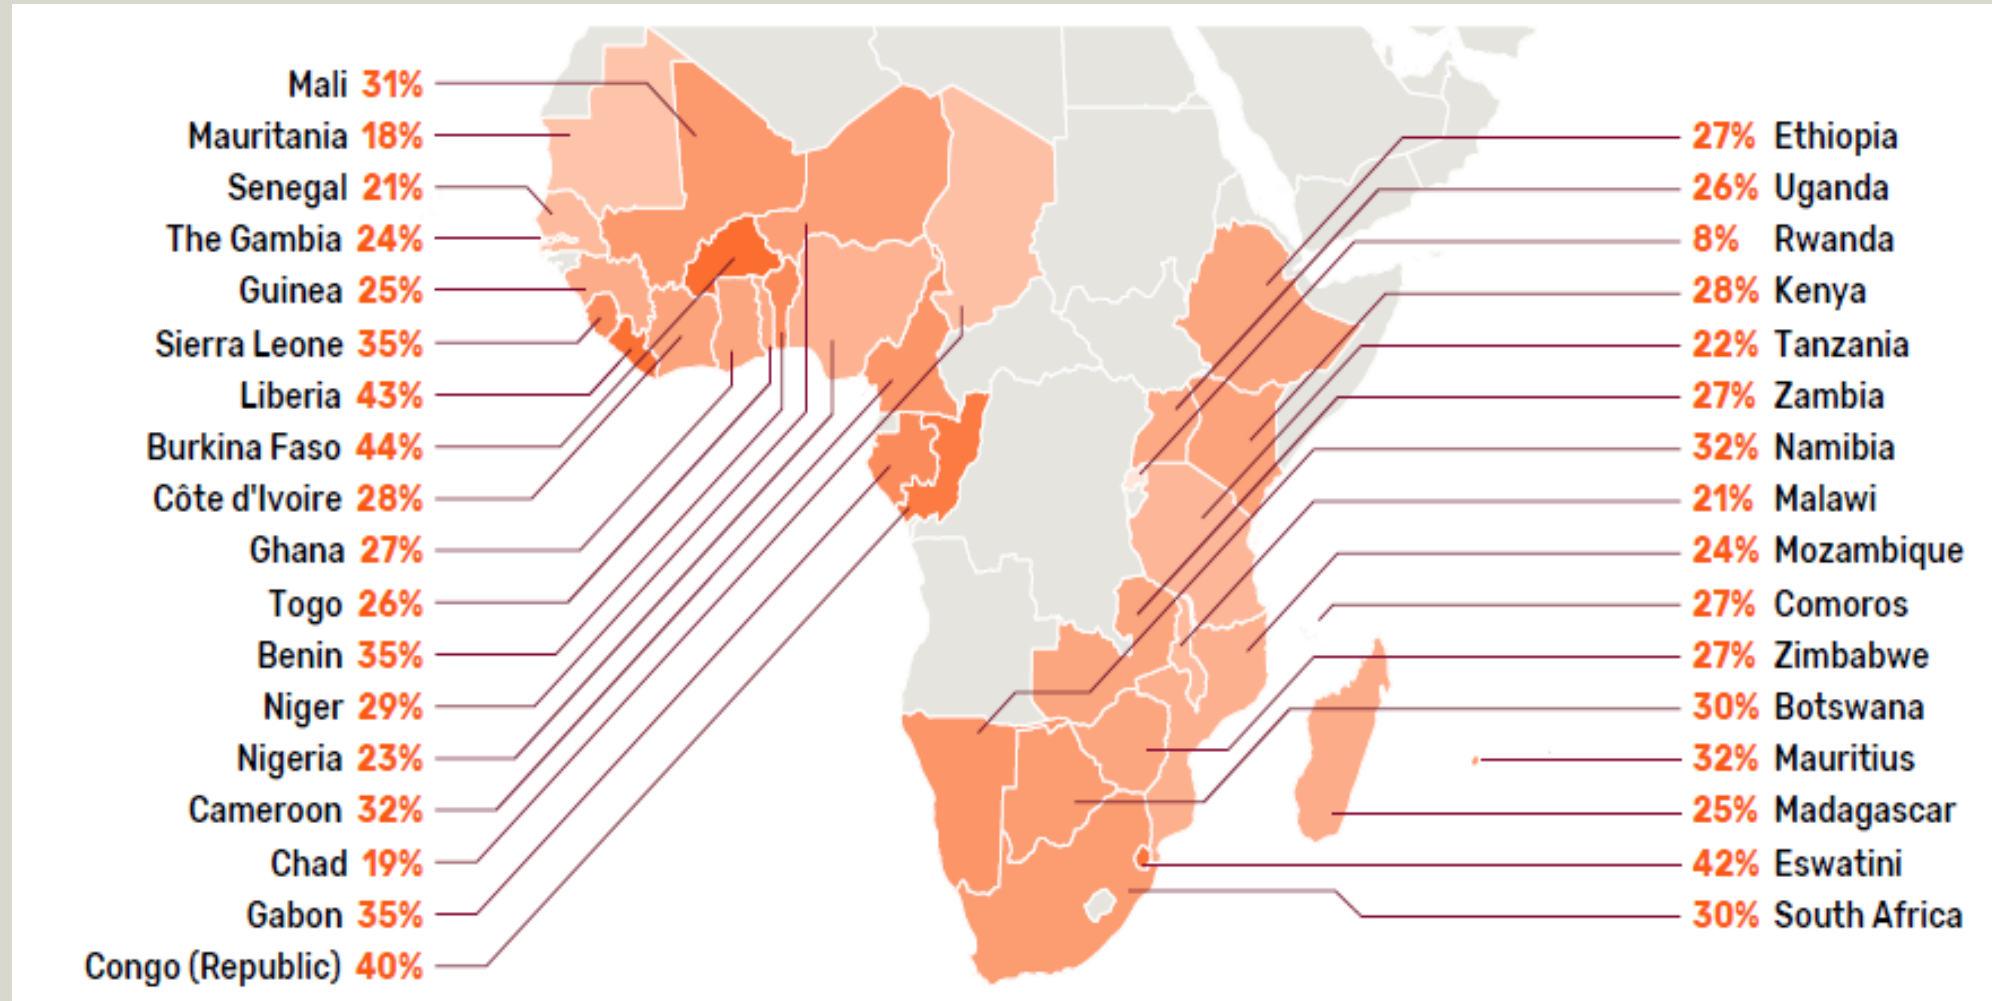 Mali 31%
Mauritania 18%
Senegal 21%
The Gambia 24%
Guinea 25%
Sierra Leone 35%
Liberia 43%
Burkina Faso 44%
Côte d'Ivoire 28%
Ghana 27%
Togo 26%
Benin 35%
Niger 29%
Nigeria 23%
Cameroon 32%
Chad 19%
Gabon 35%
Congo (Republic) 40%
27% Ethiopia
26% Uganda
8% Rwanda
28% Kenya
22% Tanzania
27% Zambia
32% Namibia
21% Malawi
24% Mozambique
27% Comoros
27% Zimbabwe
30% Botswana
32% Mauritius
25% Madagascar
42% Eswatini
30% South Africa